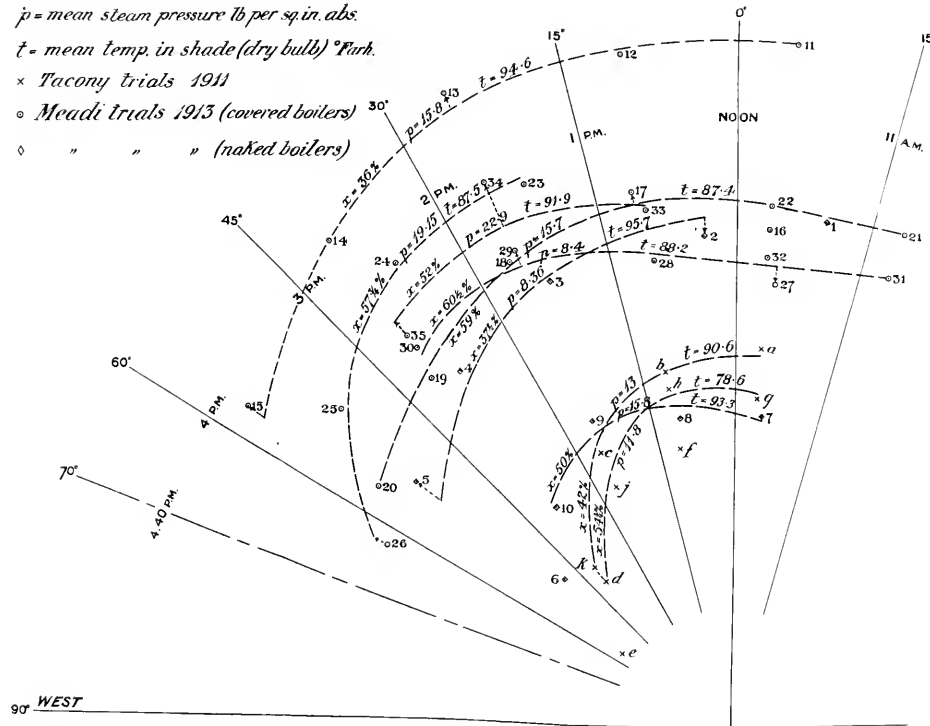 p = mean steam pressure lb per sq. in. abs.
t = mean temp. in shade (dry bulb) °Farh.
× Tacony trials 1911
⊙ Meadi trials 1913 (covered boilers)
◊ " " " (naked boilers)
0°
15°
15
30°
45°
60°
70°
90° WEST
NOON
11 A.M.
1 P.M.
2 P.M.
3 P.M.
4 P.M.
4.40 P.M.
x=36% p=15.8 t=94.6
x=57¾% p=19.15 t=87.5
x=52% p=22.9 t=91.9
x=60½% p=8.4 t=88.2
x=59% p=15.7 t=87.4
x=37½% p=8.36 t=95.7
p=13 t=90.6
x=50% p=15.8 t=93.3
x=42%
x=54½% p=11.8 t=78.6
11
12
13
14
15
34
23
24
25
26
17
33
22
1
21
16
2
29
18
28
32
27
31
3
35
30
19
4
20
5
a
b
h
g
7
9
8
c
f
j
10
k
d
6
e